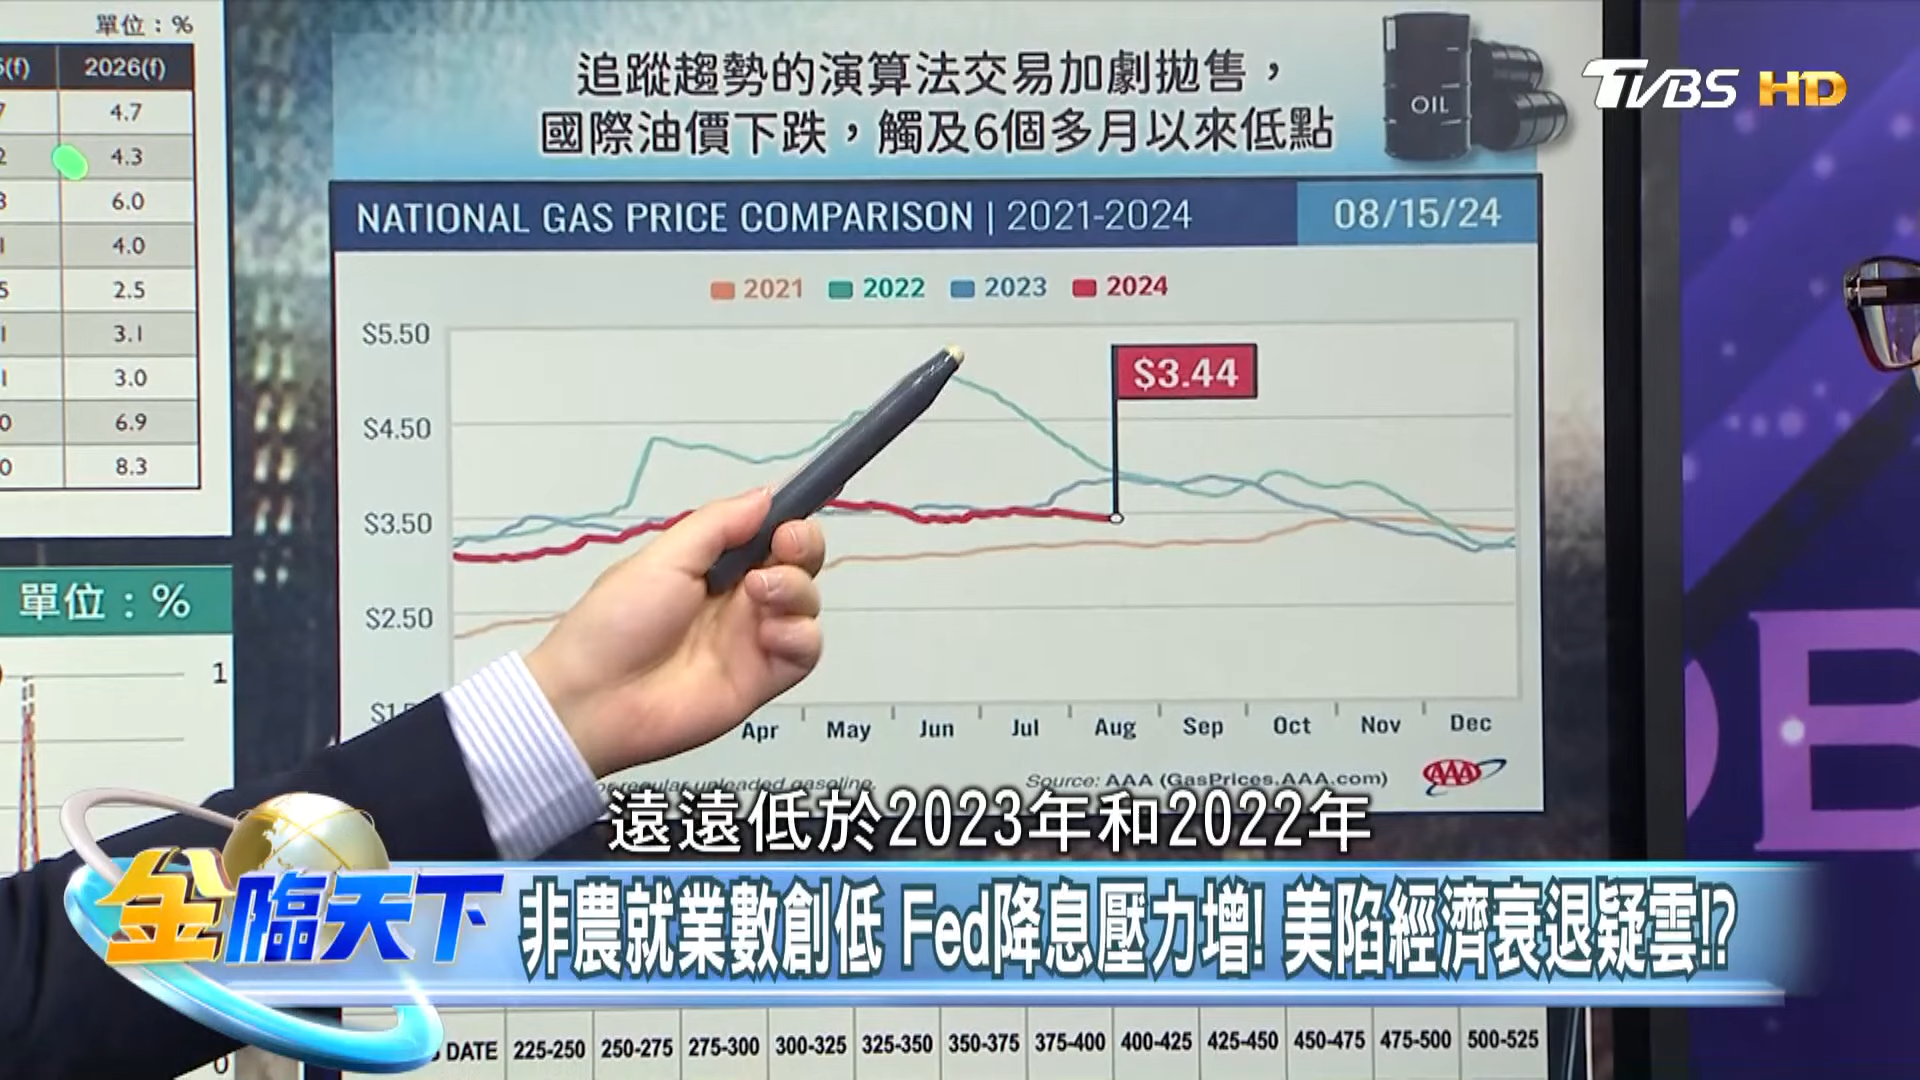 單位：%
2026(f)
4.7
4.3
6.0
4.0
2.5
3.1
3.0
6.9
8.3
單位：%
1
0
追蹤趨勢的演算法交易加劇拋售，
國際油價下跌，觸及6個多月以來低點
OIL
TVBS HD
NATIONAL GAS PRICE COMPARISON | 2021-2024
08/15/24
2021 2022 2023 2024
$5.50
$4.50
$3.50
$2.50
$3.44
Apr May Jun Jul Aug Sep Oct Nov Dec
regular unleaded gasoline.
Source: AAA (GasPrices.AAA.com)
AAA
遠遠低於2023年和2022年
金臨天下
非農就業數創低 Fed降息壓力增! 美陷經濟衰退疑雲!?
DATE 225-250 250-275 275-300 300-325 325-350 350-375 375-400 400-425 425-450 450-475 475-500 500-525